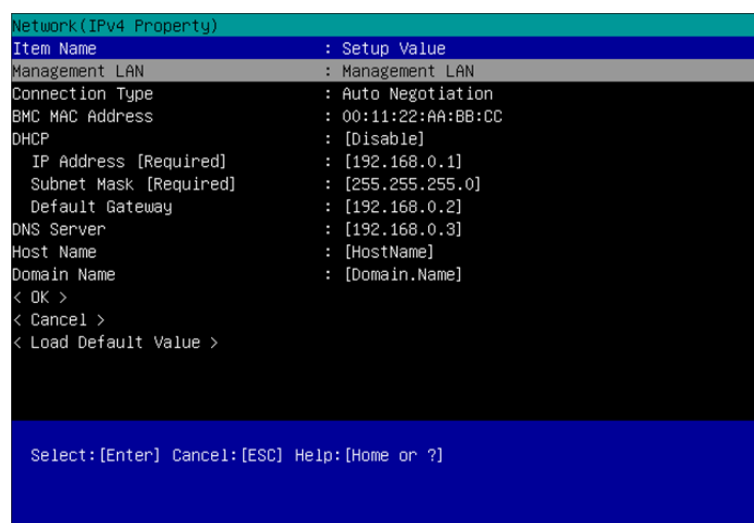 Network(IPv4 Property)
Item Name : Setup Value
Management LAN : Management LAN
Connection Type : Auto Negotiation
BMC MAC Address : 00:11:22:AA:BB:CC
DHCP : [Disable]
IP Address [Required] : [192.168.0.1]
Subnet Mask [Required] : [255.255.255.0]
Default Gateway : [192.168.0.2]
DNS Server : [192.168.0.3]
Host Name : [HostName]
Domain Name : [Domain.Name]
< OK >
< Cancel >
< Load Default Value >
Select:[Enter] Cancel:[ESC] Help:[Home or ?]